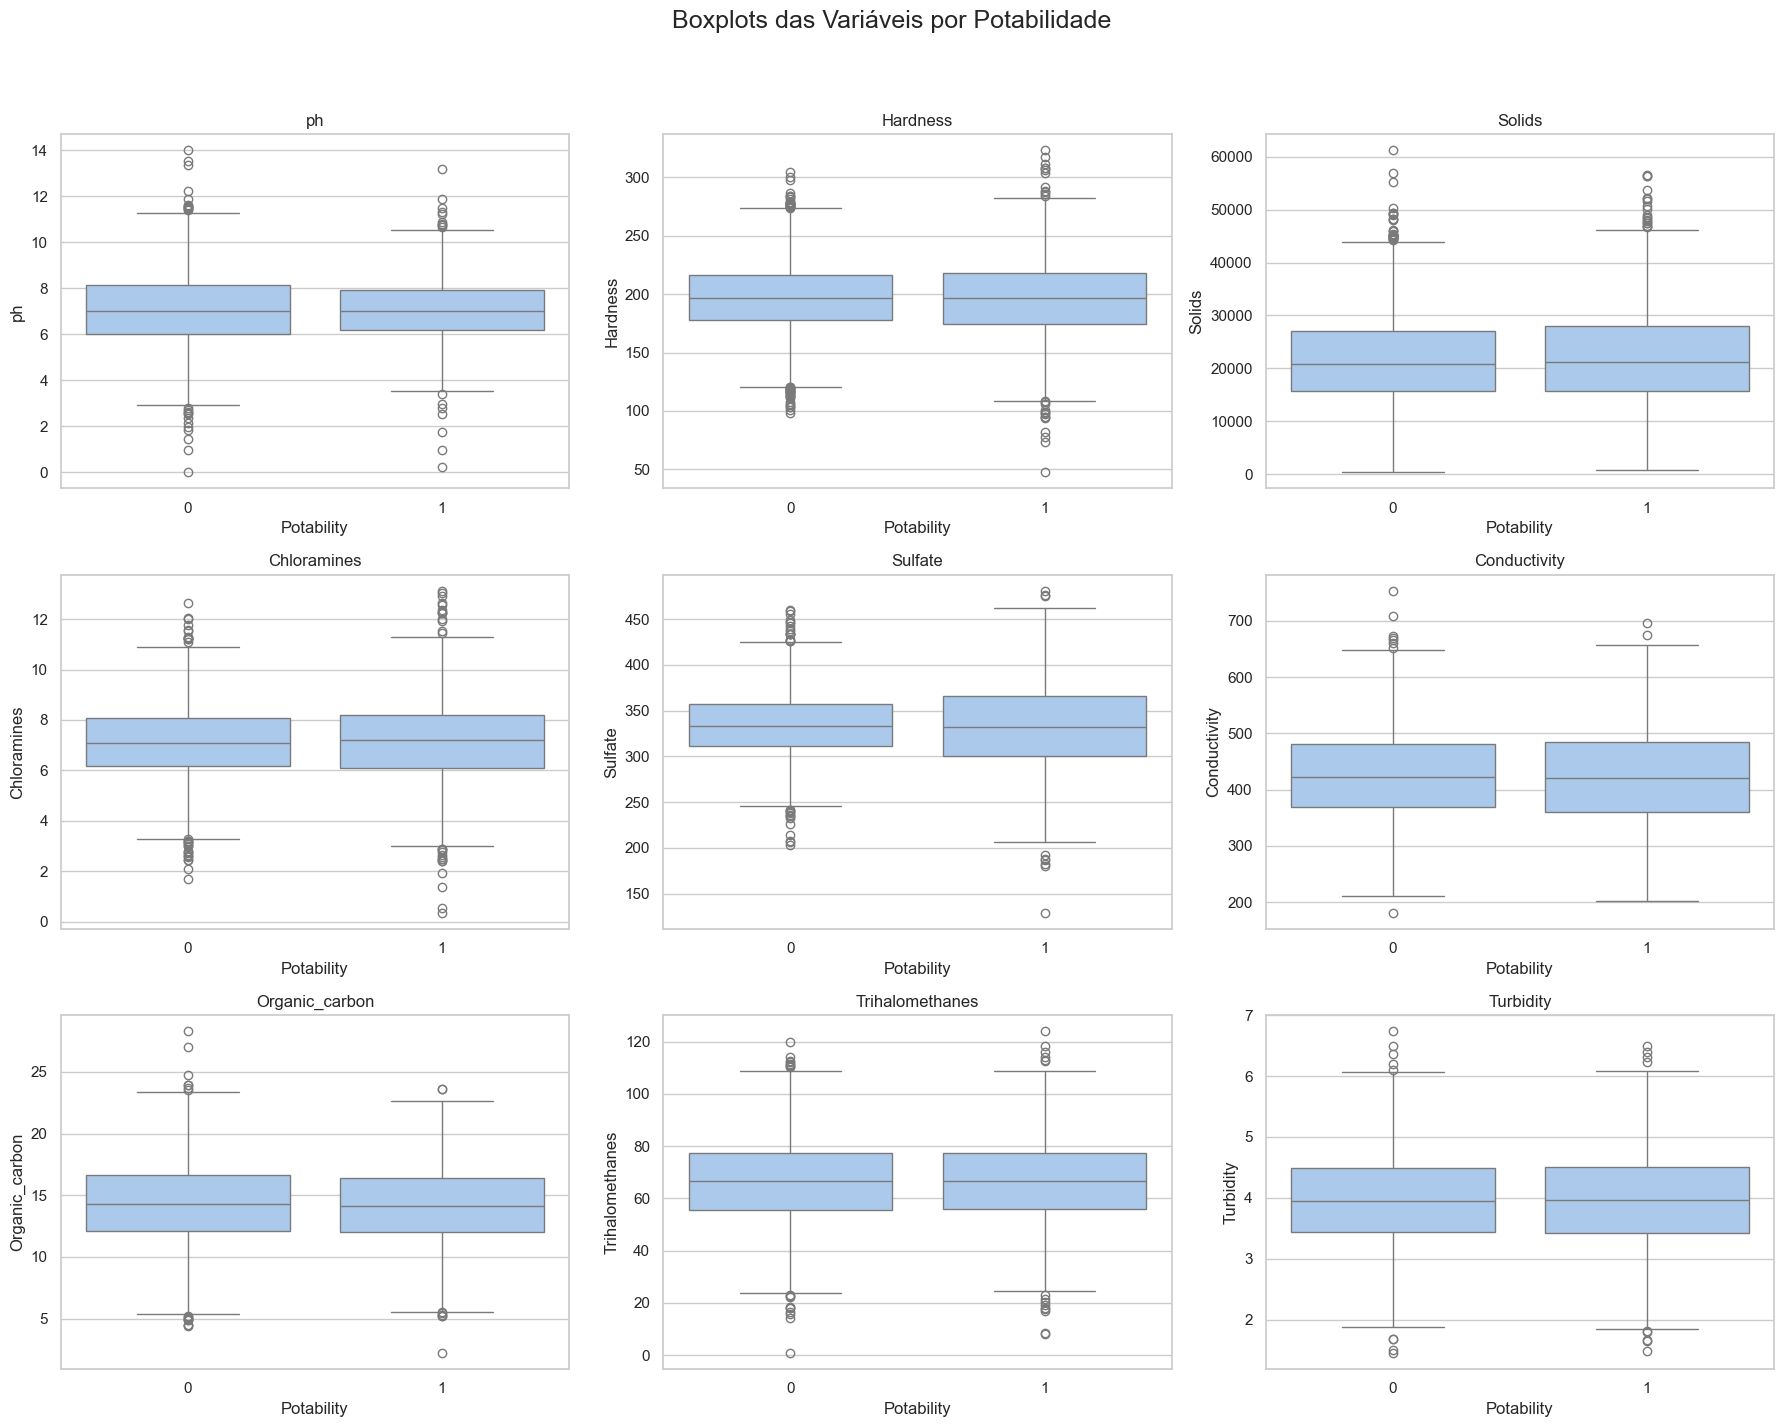 Boxplots das Variáveis por Potabilidade
ph
14
12
10
8
6
4
2
0
ph
0 1
Potability
Hardness
300
250
200
150
100
50
Hardness
0 1
Potability
Solids
60000
50000
40000
30000
20000
10000
0
Solids
0 1
Potability
Chloramines
12
10
8
6
4
2
0
Chloramines
0 1
Potability
Sulfate
450
400
350
300
250
200
150
Sulfate
0 1
Potability
Conductivity
700
600
500
400
300
200
Conductivity
0 1
Potability
Organic_carbon
25
20
15
10
5
Organic_carbon
0 1
Potability
Trihalomethanes
120
100
80
60
40
20
0
Trihalomethanes
0 1
Potability
Turbidity
7
6
5
4
3
2
Turbidity
0 1
Potability